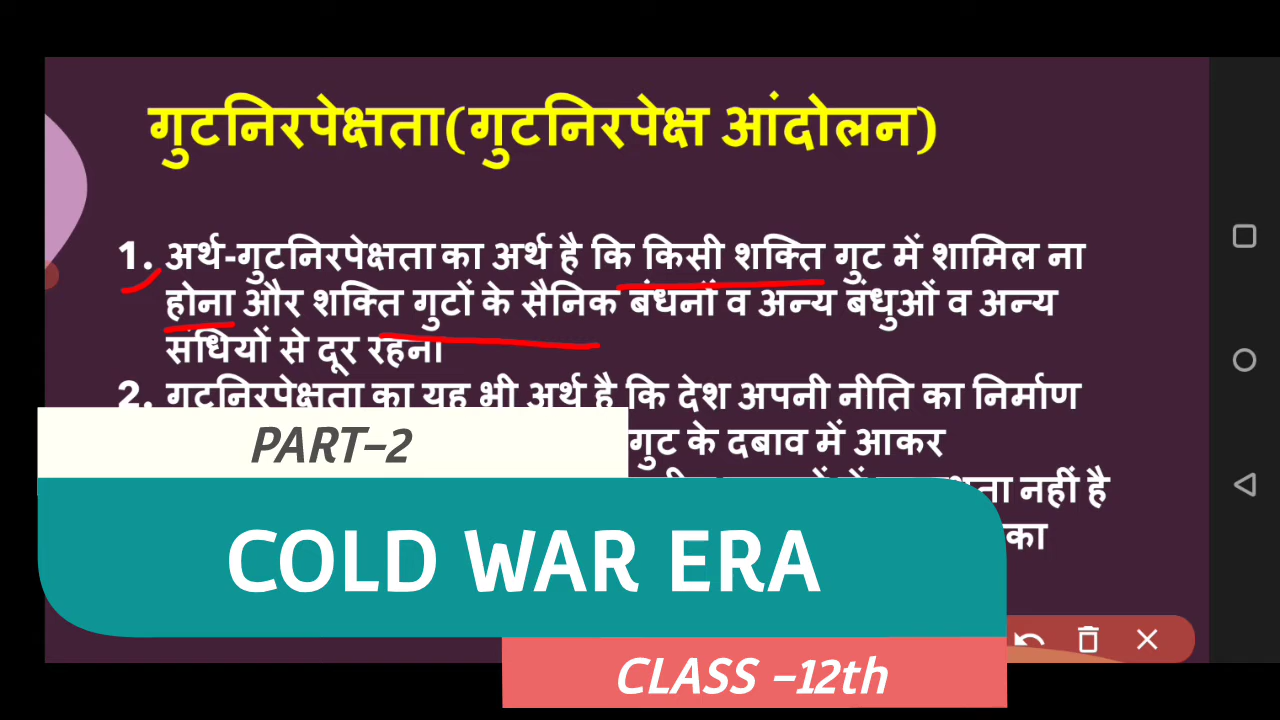 गुटनिरपेक्षता(गुटनिरपेक्ष आंदोलन)
1. अर्थ-गुटनिरपेक्षता का अर्थ है कि किसी शक्ति गुट में शामिल ना
होना और शक्ति गुटों के सैनिक बंधनों व अन्य बंधुओं व अन्य
संधियों से दूर रहना
2. गुटनिरपेक्षता का यह भी अर्थ है कि देश अपनी नीति का निर्माण
गुट के दबाव में आकर
नहीं है
का
PART–2
COLD WAR ERA
CLASS –12th